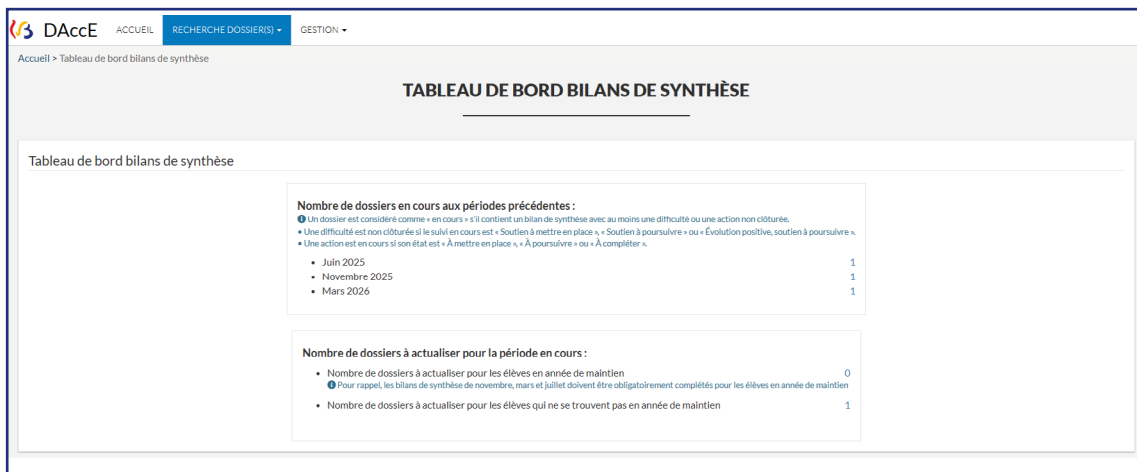 DAccE ACCUEIL RECHERCHE DOSSIER(S) GESTION
Accueil > Tableau de bord bilans de synthèse
TABLEAU DE BORD BILANS DE SYNTHÈSE
Tableau de bord bilans de synthèse
Nombre de dossiers en cours aux périodes précédentes :
Un dossier est considéré comme « en cours » s'il contient un bilan de synthèse avec au moins une difficulté ou une action non clôturée.
• Une difficulté est non clôturée si le suivi en cours est « Soutien à mettre en place », « Soutien à poursuivre » ou « Évolution positive, soutien à poursuivre ».
• Une action est en cours si son état est « À mettre en place », « À poursuivre » ou « À compléter ».
• Juin 2025 1
• Novembre 2025 1
• Mars 2026 1
Nombre de dossiers à actualiser pour la période en cours :
• Nombre de dossiers à actualiser pour les élèves en année de maintien 0
Pour rappel, les bilans de synthèse de novembre, mars et juillet doivent être obligatoirement complétés pour les élèves en année de maintien
• Nombre de dossiers à actualiser pour les élèves qui ne se trouvent pas en année de maintien 1